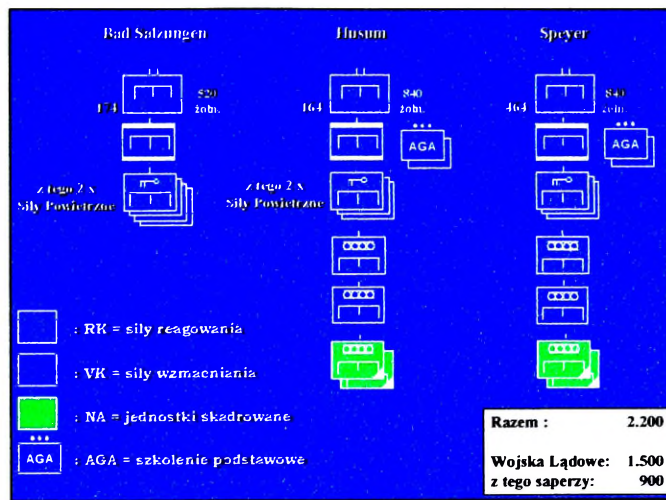 Bad Salzungen Husum Speyer
174 520 żołn.
164 840 żołn.
464 840 żołn.
AGA AGA
z tego 2 x Siły Powietrzne
z tego 2 x Siły Powietrzne
: RK = siły reagowania
: VK = siły wzmacniania
: NA = jednostki skadrowane
AGA : AGA = szkolenie podstawowe
Razem : 2.200
Wojska Lądowe: 1.500
z tego saperzy: 900